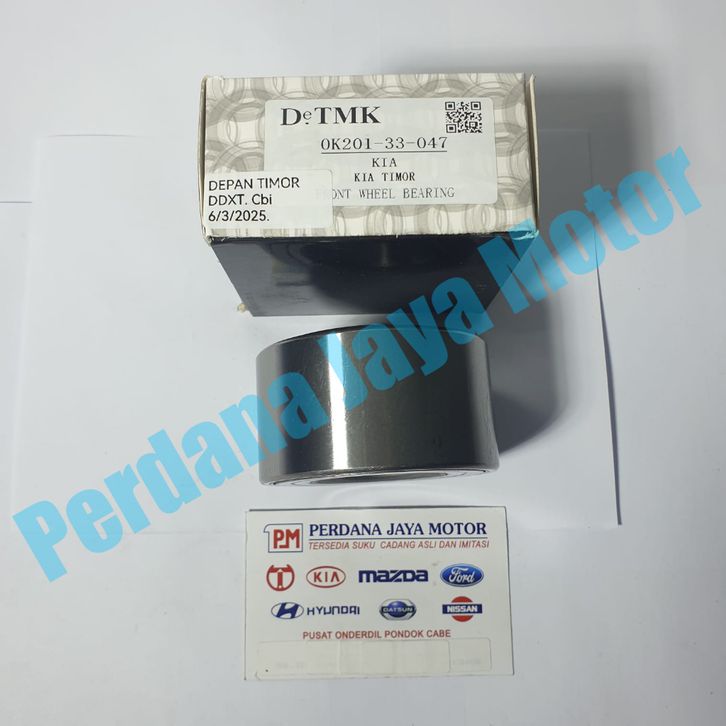 DeTMK
0K201-33-047
KIA
KIA TIMOR
FRONT WHEEL BEARING
DEPAN TIMOR
DDXT. Cbi
6/3/2025.
Perdana Jaya Motor
PJM PERDANA JAYA MOTOR
TERSEDIA SUKU CADANG ASLI DAN IMITASI
KIA mazda Ford
HYUNDAI DATSUN NISSAN
PUSAT ONDERDIL PONDOK CABE